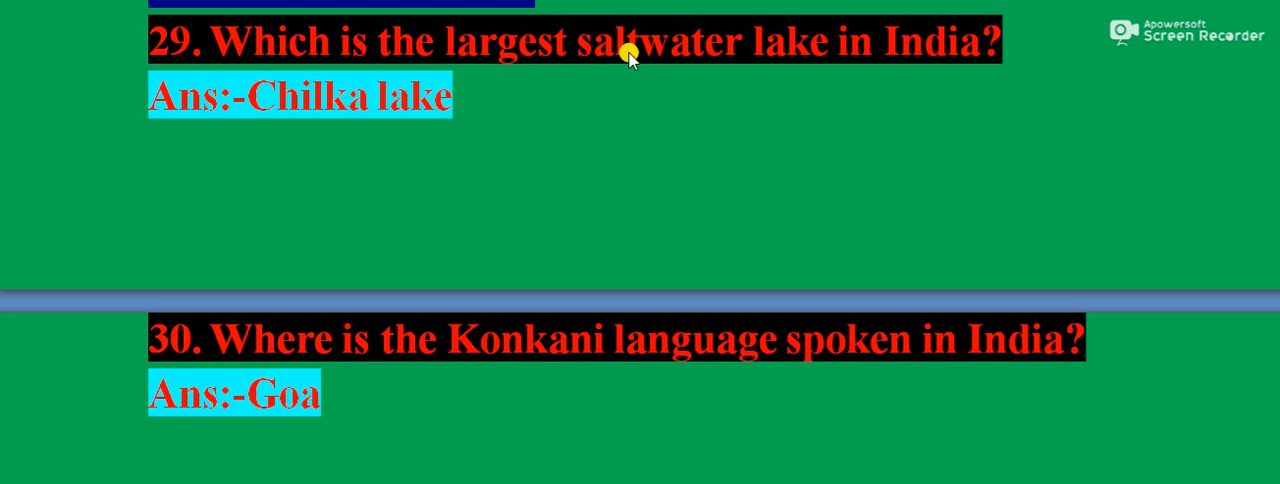 29. Which is the largest saltwater lake in India?
Apowersoft
Screen Recorder
Ans:-Chilka lake
30. Where is the Konkani language spoken in India?
Ans:-Goa